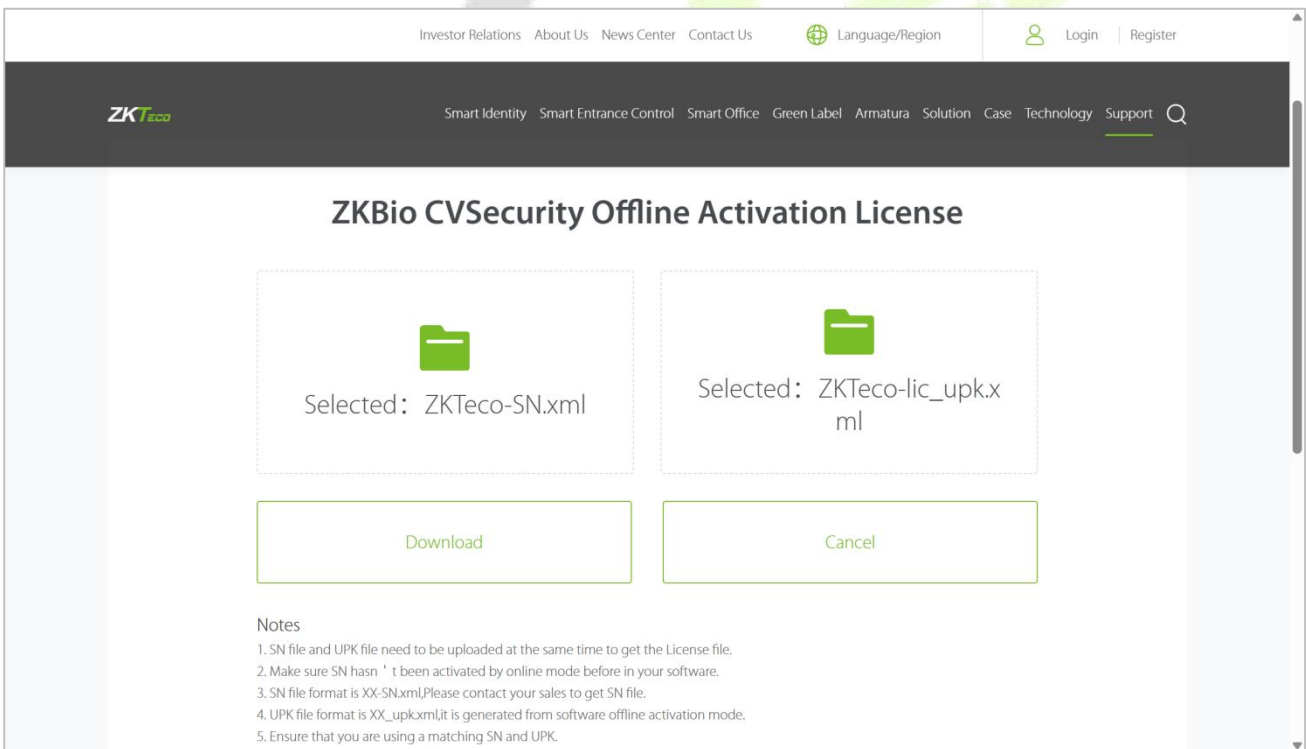 Investor Relations About Us News Center Contact Us Language/Region Login Register
ZKTeco Smart Identity Smart Entrance Control Smart Office Green Label Armatura Solution Case Technology Support
ZKBio CVSecurity Offline Activation License
Selected：ZKTeco-SN.xml
Selected：ZKTeco-lic_upk.x
ml
Download Cancel
Notes
1. SN file and UPK file need to be uploaded at the same time to get the License file.
2. Make sure SN hasn ' t been activated by online mode before in your software.
3. SN file format is XX-SN.xml,Please contact your sales to get SN file.
4. UPK file format is XX_upk.xml,it is generated from software offline activation mode.
5. Ensure that you are using a matching SN and UPK.